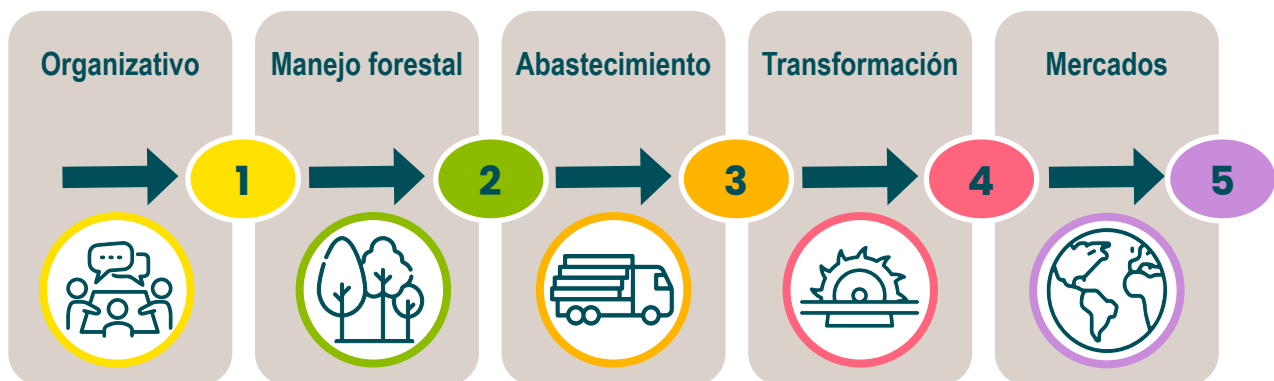 Organizativo
Manejo forestal
Abastecimiento
Transformación
Mercados
1
2
3
4
5